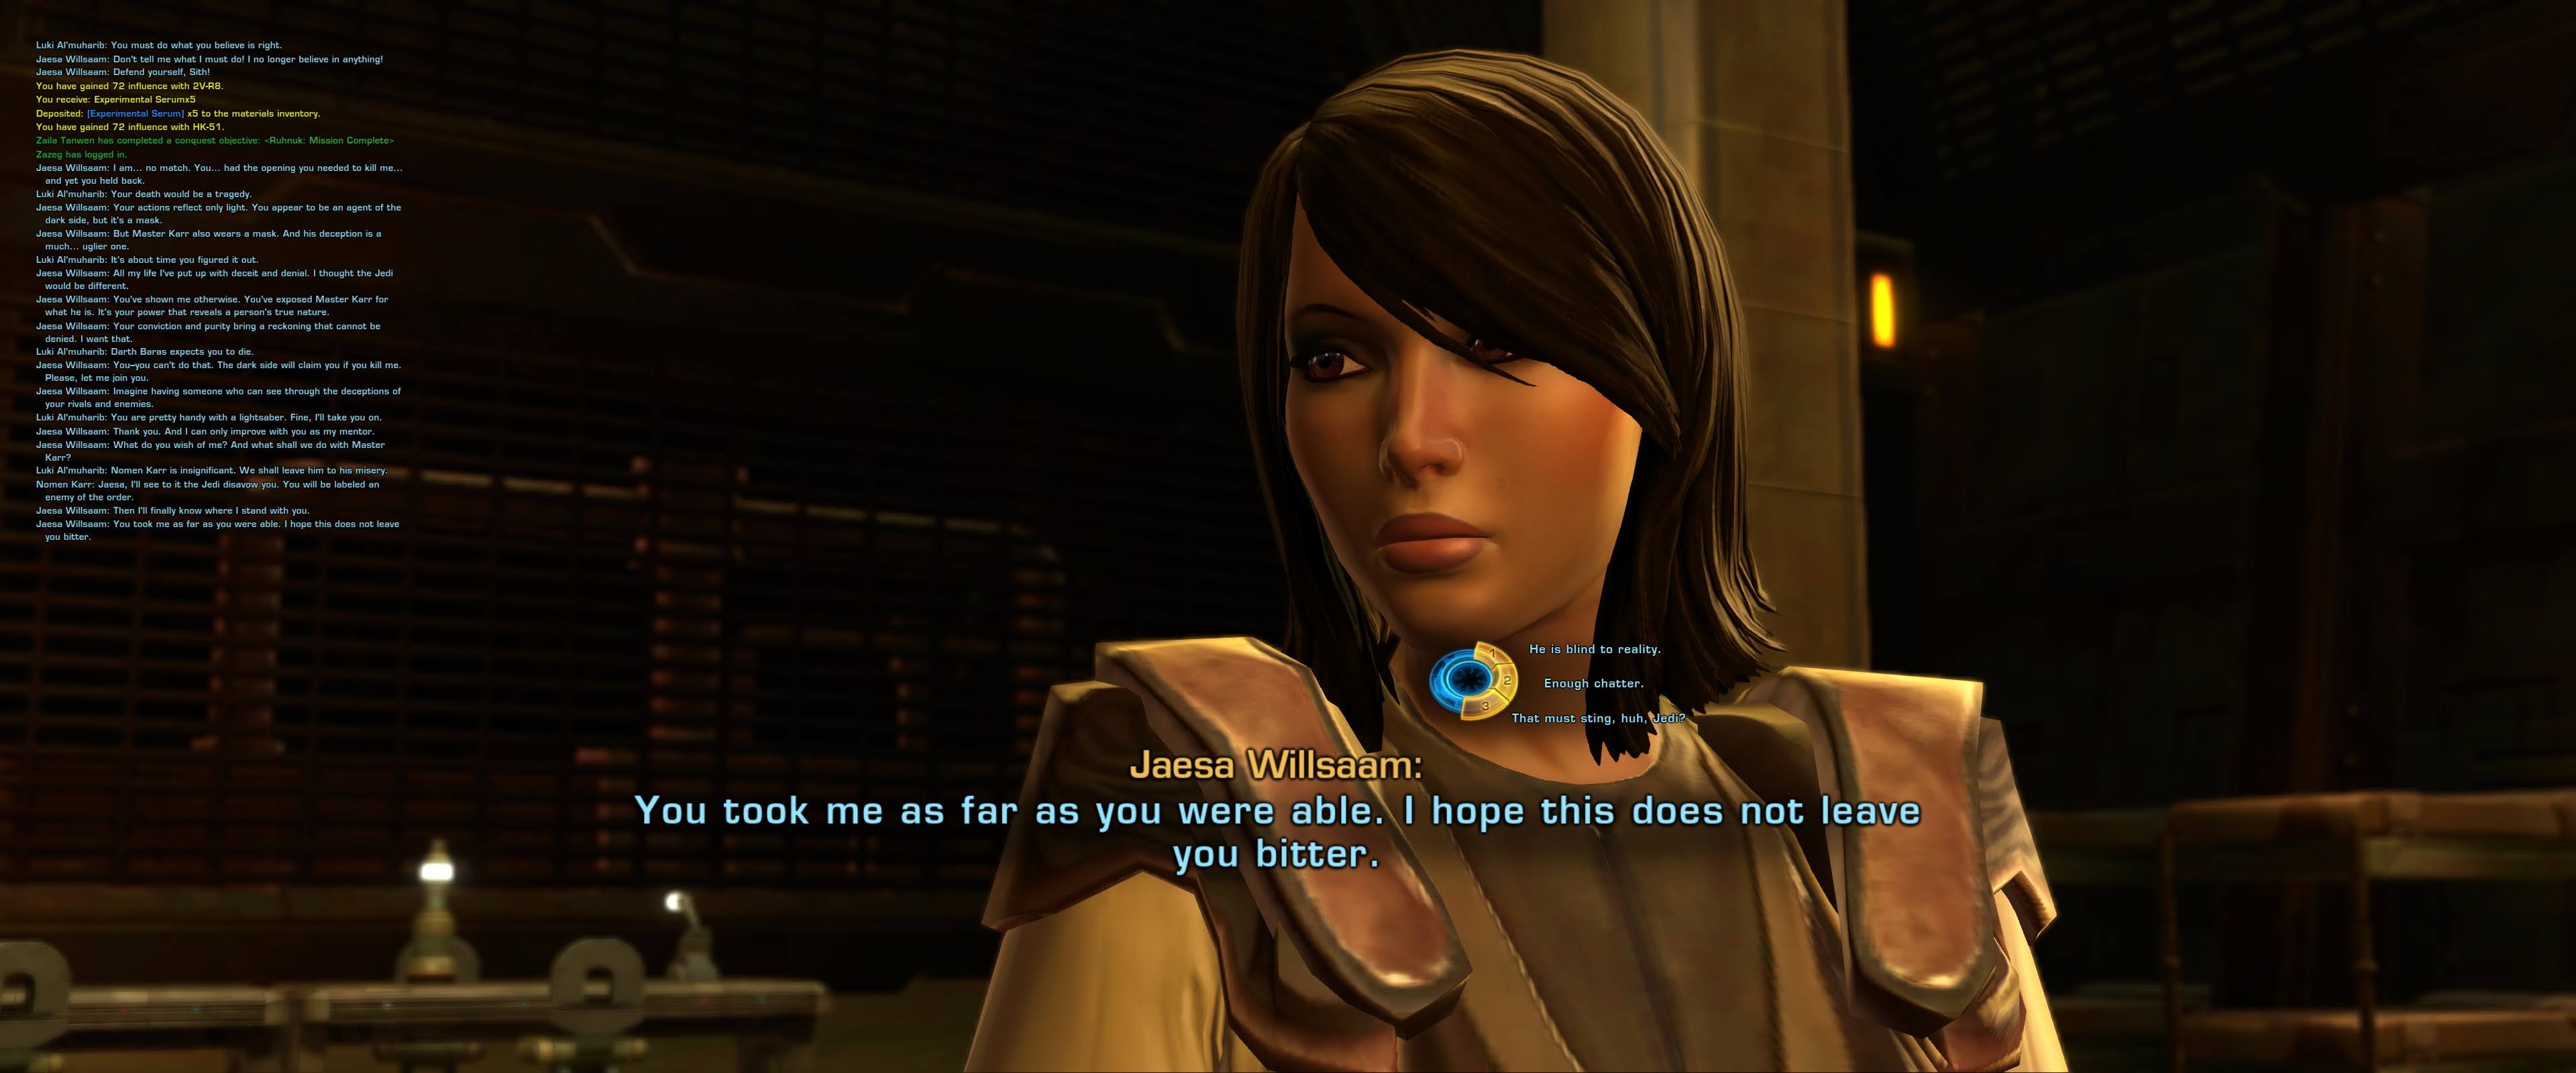 Luki Al'muharib: You must do what you believe is right.
Jaesa Willsaam: Don't tell me what I must do! I no longer believe in anything!
Jaesa Willsaam: Defend yourself, Sith!
You have gained 72 influence with 2V-R8.
You receive: Experimental Serumx5
Deposited: [Experimental Serum] x5 to the materials inventory.
You have gained 72 influence with HK-51.
Zaila Tanwen has completed a conquest objective: <Ruhnuk: Mission Complete>
Zazeg has logged in.
Jaesa Willsaam: I am... no match. You... had the opening you needed to kill me...
and yet you held back.
Luki Al'muharib: Your death would be a tragedy.
Jaesa Willsaam: Your actions reflect only light. You appear to be an agent of the
dark side, but it's a mask.
Jaesa Willsaam: But Master Karr also wears a mask. And his deception is a
much... uglier one.
Luki Al'muharib: It's about time you figured it out.
Jaesa Willsaam: All my life I've put up with deceit and denial. I thought the Jedi
would be different.
Jaesa Willsaam: You've shown me otherwise. You've exposed Master Karr for
what he is. It's your power that reveals a person's true nature.
Jaesa Willsaam: Your conviction and purity bring a reckoning that cannot be
denied. I want that.
Luki Al'muharib: Darth Baras expects you to die.
Jaesa Willsaam: You–you can't do that. The dark side will claim you if you kill me.
Please, let me join you.
Jaesa Willsaam: Imagine having someone who can see through the deceptions of
your rivals and enemies.
Luki Al'muharib: You are pretty handy with a lightsaber. Fine, I'll take you on.
Jaesa Willsaam: Thank you. And I can only improve with you as my mentor.
Jaesa Willsaam: What do you wish of me? And what shall we do with Master
Karr?
Luki Al'muharib: Nomen Karr is insignificant. We shall leave him to his misery.
Nomen Karr: Jaesa, I'll see to it the Jedi disavow you. You will be labeled an
enemy of the order.
Jaesa Willsaam: Then I'll finally know where I stand with you.
Jaesa Willsaam: You took me as far as you were able. I hope this does not leave
you bitter.
1 He is blind to reality.
2 Enough chatter.
3 That must sting, huh, Jedi?
Jaesa Willsaam:
You took me as far as you were able. I hope this does not leave
you bitter.